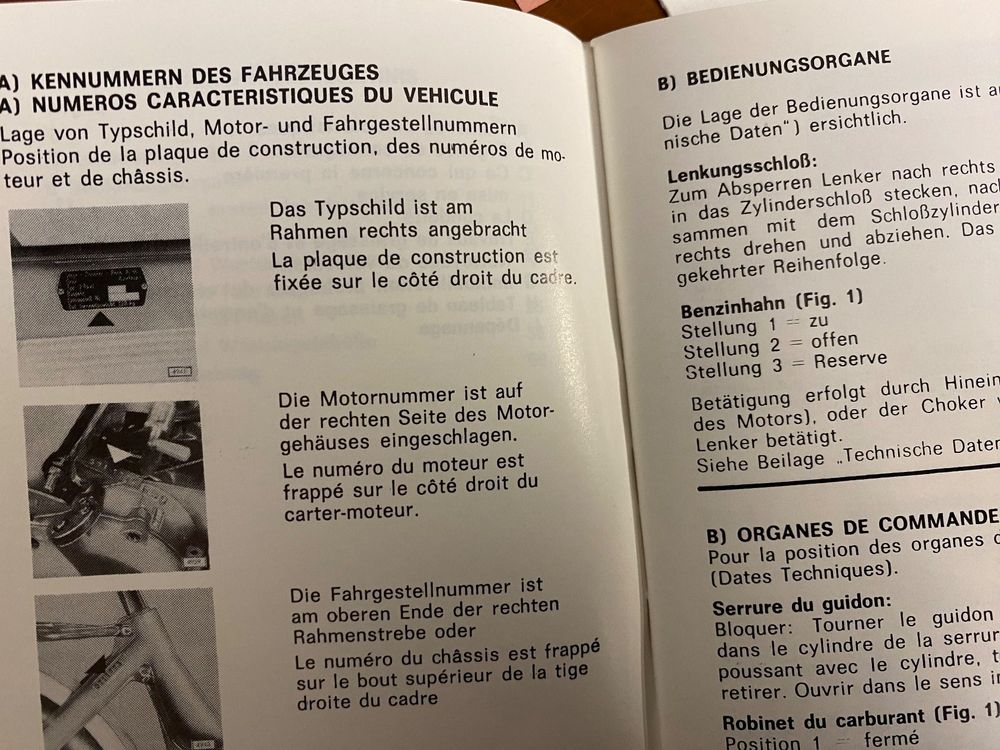 A) KENNUMMERN DES FAHRZEUGES
A) NUMEROS CARACTERISTIQUES DU VEHICULE
Lage von Typschild, Motor- und Fahrgestellnummern
Position de la plaque de construction, des numéros de mo-
teur et de châssis.
Das Typschild ist am
Rahmen rechts angebracht
La plaque de construction est
fixée sur le côté droit du cadre.
Die Motornummer ist auf
der rechten Seite des Motor-
gehäuses eingeschlagen.
Le numéro du moteur est
frappé sur le côté droit du
carter-moteur.
Die Fahrgestellnummer ist
am oberen Ende der rechten
Rahmenstrebe oder
Le numéro du châssis est frappé
sur le bout supérieur de la tige
droite du cadre
B) BEDIENUNGSORGANE
Die Lage der Bedienungsorgane ist
nische Daten") ersichtlich.
Lenkungsschloß:
Zum Absperren Lenker nach rechts
in das Zylinderschloß stecken,
sammen mit dem Schloßzylinder
rechts drehen und abziehen. Das
gekehrter Reihenfolge.
Benzinhahn (Fig. 1)
Stellung 1 = zu
Stellung 2 = offen
Stellung 3 = Reserve
Betätigung erfolgt durch Hinein
des Motors), oder der Choker
Lenker betätigt.
Siehe Beilage „Technische Daten
B) ORGANES DE COMMANDE
Pour la position des organes
(Dates Techniques).
Serrure du guidon:
Bloquer: Tourner le guidon
dans le cylindre de la serrur
poussant avec le cylindre,
retirer. Ouvrir dans le sens
Robinet du carburant (Fig. 1)
Position 1 = fermé